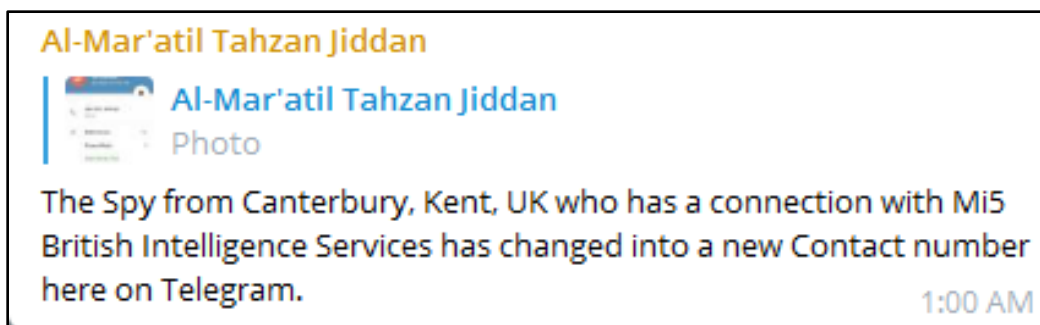 Al-Mar'atil Tahzan Jiddan
Al-Mar'atil Tahzan Jiddan
Photo
The Spy from Canterbury, Kent, UK who has a connection with Mi5
British Intelligence Services has changed into a new Contact number
here on Telegram.
1:00 AM